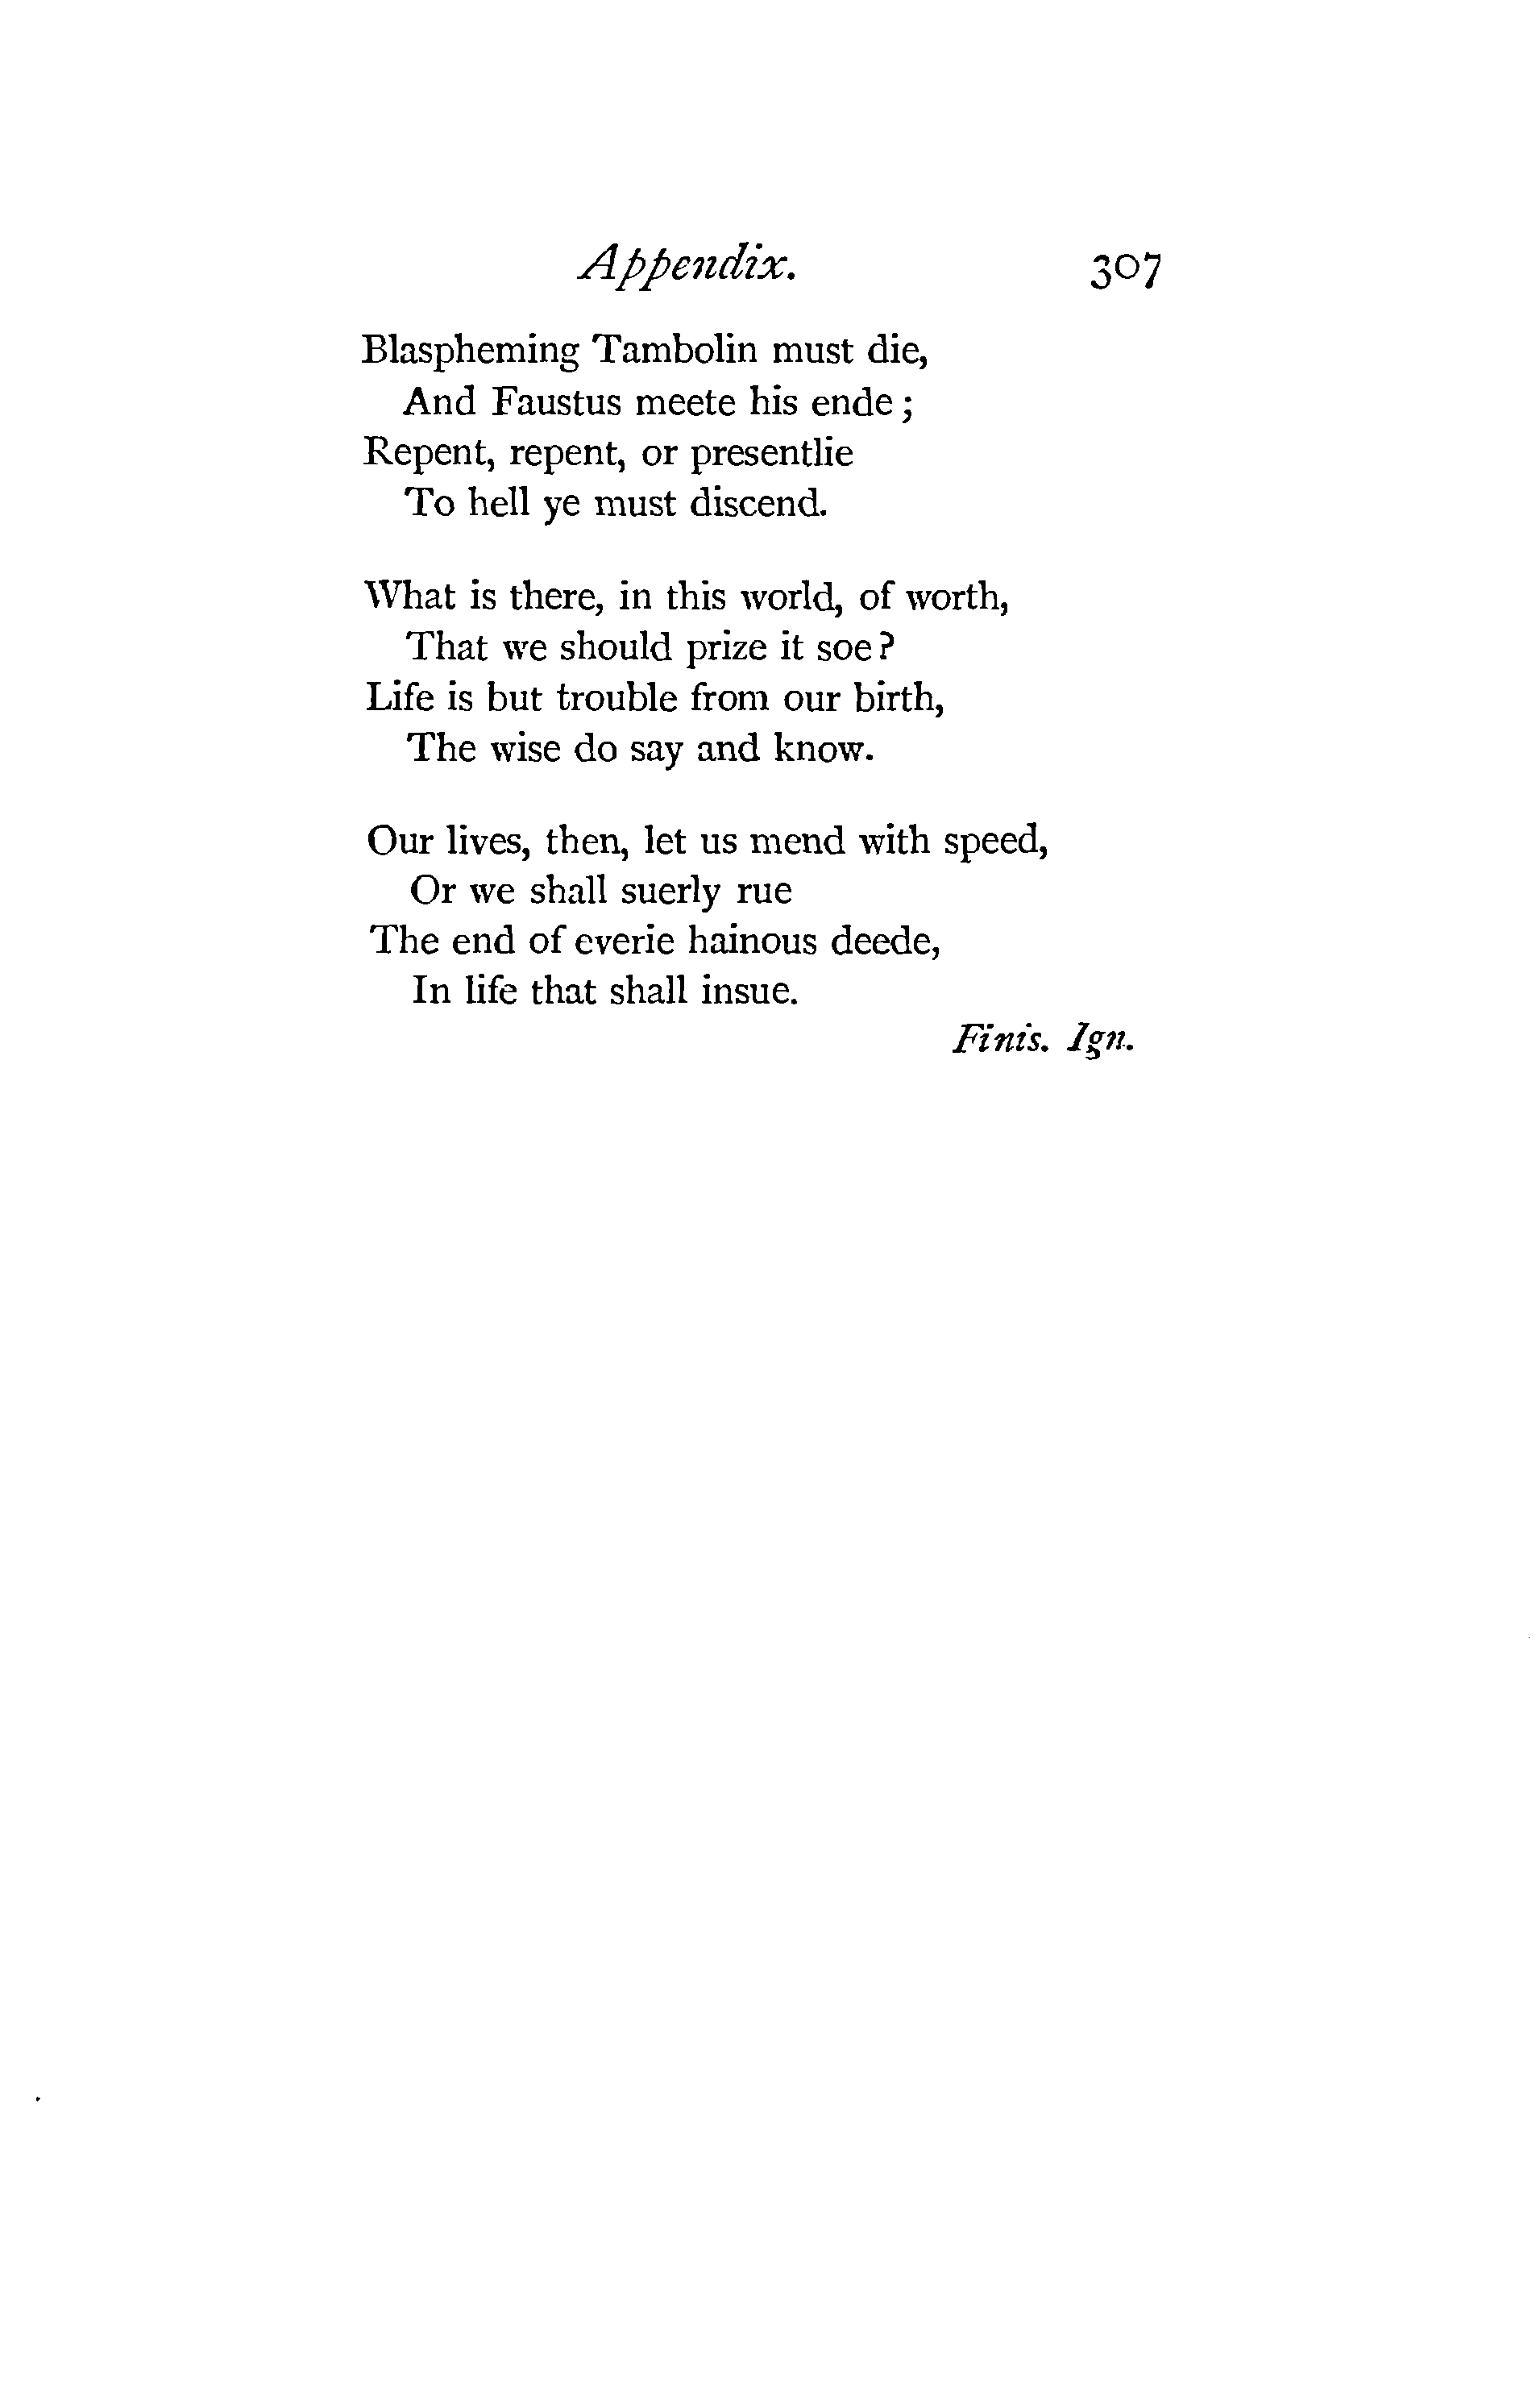 Appendix. 307
Blaspheming Tambolin must die,
And Faustus meete his ende ;
Repent, repent, or presentlie
To hell ye must discend.
What is there, in this world, of worth,
That we should prize it soe?
Life is but trouble from our birth,
The wise do say and know.
Our lives, then, let us mend with speed,
Or we shall suerly rue
The end of everie hainous deede,
In life that shall insue.
Finis. Ign.